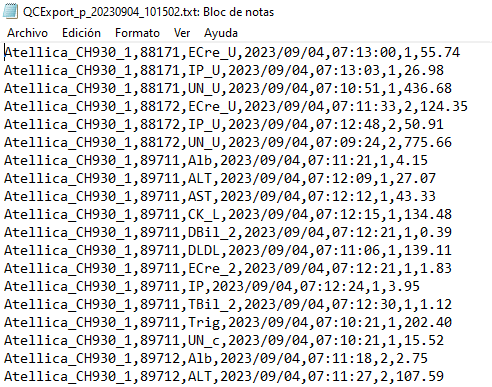 QCExport_p_20230904_101502.txt: Bloc de notas
Archivo Edición Formato Ver Ayuda
Atellica_CH930_1,88171,ECre_U,2023/09/04,07:13:00,1,55.74
Atellica_CH930_1,88171,IP_U,2023/09/04,07:13:03,1,26.98
Atellica_CH930_1,88171,UN_U,2023/09/04,07:10:51,1,436.68
Atellica_CH930_1,88172,ECre_U,2023/09/04,07:11:33,2,124.35
Atellica_CH930_1,88172,IP_U,2023/09/04,07:12:48,2,50.91
Atellica_CH930_1,88172,UN_U,2023/09/04,07:09:24,2,775.66
Atellica_CH930_1,89711,Alb,2023/09/04,07:11:21,1,4.15
Atellica_CH930_1,89711,ALT,2023/09/04,07:12:09,1,27.07
Atellica_CH930_1,89711,AST,2023/09/04,07:12:12,1,43.33
Atellica_CH930_1,89711,CK_L,2023/09/04,07:12:15,1,134.48
Atellica_CH930_1,89711,DBil_2,2023/09/04,07:12:21,1,0.39
Atellica_CH930_1,89711,DLDL,2023/09/04,07:11:06,1,139.11
Atellica_CH930_1,89711,ECre_2,2023/09/04,07:12:21,1,1.83
Atellica_CH930_1,89711,IP,2023/09/04,07:12:24,1,3.95
Atellica_CH930_1,89711,TBil_2,2023/09/04,07:12:30,1,1.12
Atellica_CH930_1,89711,Trig,2023/09/04,07:10:21,1,202.40
Atellica_CH930_1,89711,UN_c,2023/09/04,07:10:21,1,15.52
Atellica_CH930_1,89712,Alb,2023/09/04,07:11:18,2,2.75
Atellica_CH930_1,89712,ALT,2023/09/04,07:11:27,2,107.59